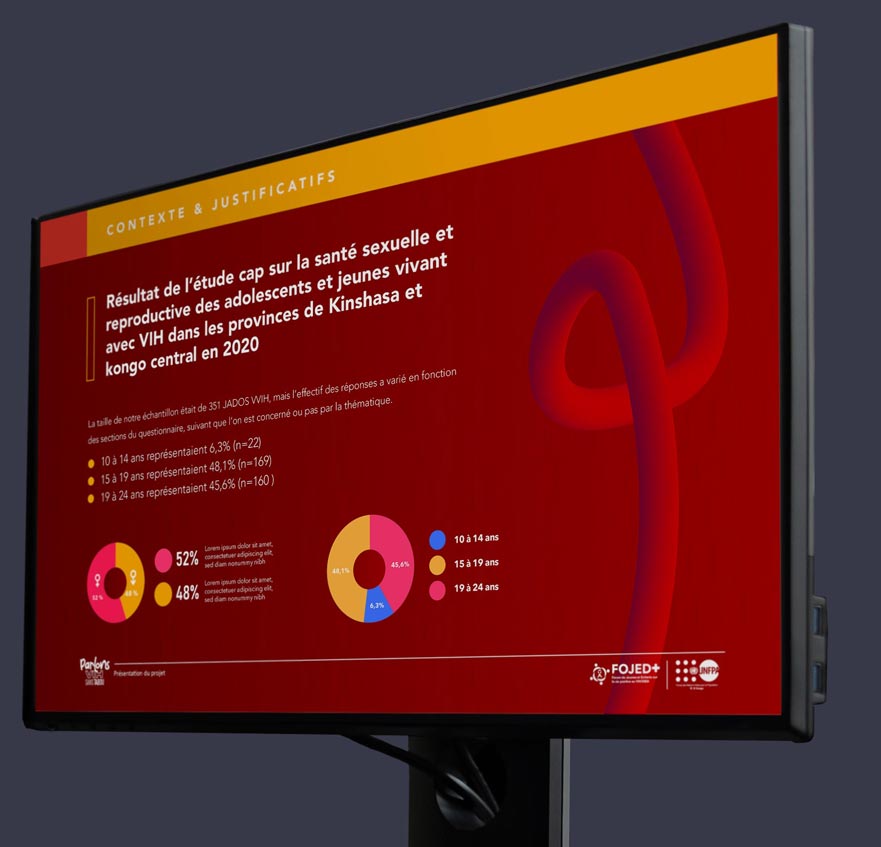 CONTEXTE & JUSTIFICATIFS
Résultat de l'étude cap sur la santé sexuelle et
reproductive des adolescents et jeunes vivant
avec VIH dans les provinces de Kinshasa et
kongo central en 2020
La taille de notre échantillon était de 351 JADOS VVIH, mais l'effectif des réponses a varié en fonction
des sections du questionnaire, suivant que l'on est concerné ou pas par la thématique.
10 à 14 ans représentaient 6,3% (n=22)
15 à 19 ans représentaient 48,1% (n=169)
19 à 24 ans représentaient 45,6% (n=160 )
52 %
48 %
52%
Lorem ipsum dolor sit amet,
consectetuer adipiscing elit,
sed diam nonummy nibh
48%
Lorem ipsum dolor sit amet,
consectetuer adipiscing elit,
sed diam nonummy nibh
48,1%
45,6%
6,3%
10 à 14 ans
15 à 19 ans
19 à 24 ans
Parlons
VIH
SANS TABOU
Présentation du projet
FOJED+
UNFPA